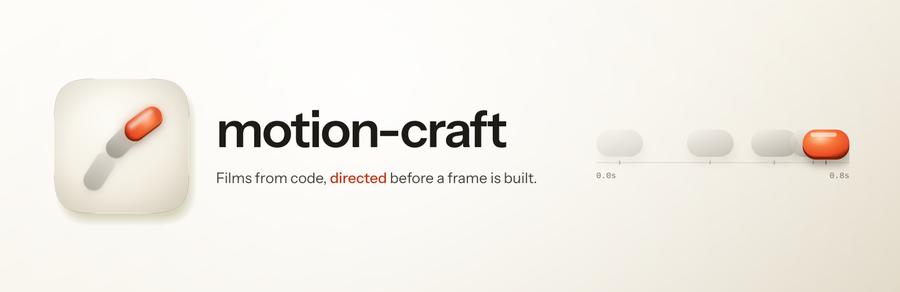 motion-craft
Films from code, directed before a frame is built.
0.0s 0.8s